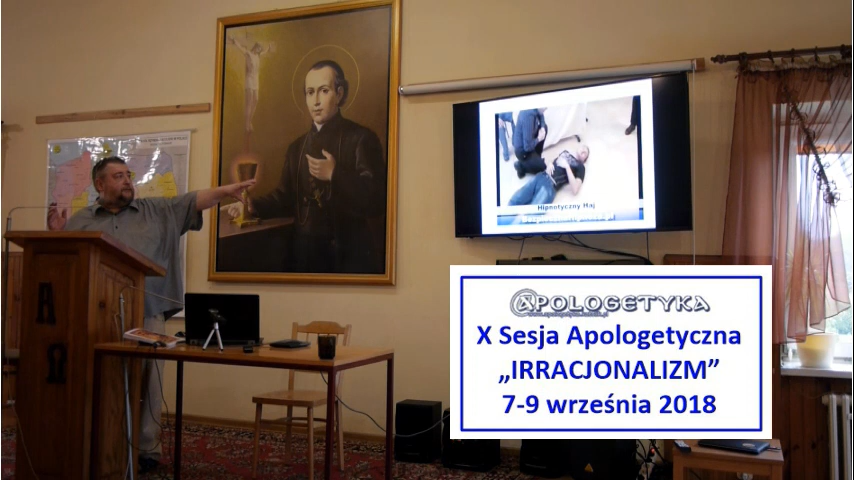 Α
Ω
Hipnotyczny Haj
APOLOGETYKA
X Sesja Apologetyczna
„IRRACJONALIZM”
7-9 września 2018